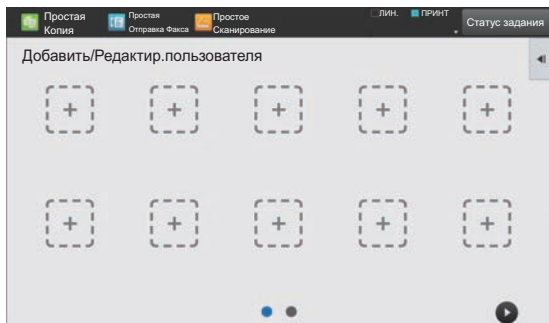 Простая
Копия
Простая
Отправка Факса
Простое
Сканирование
ЛИН.
ПРИНТ
Статус задания
Добавить/Редактир.пользователя